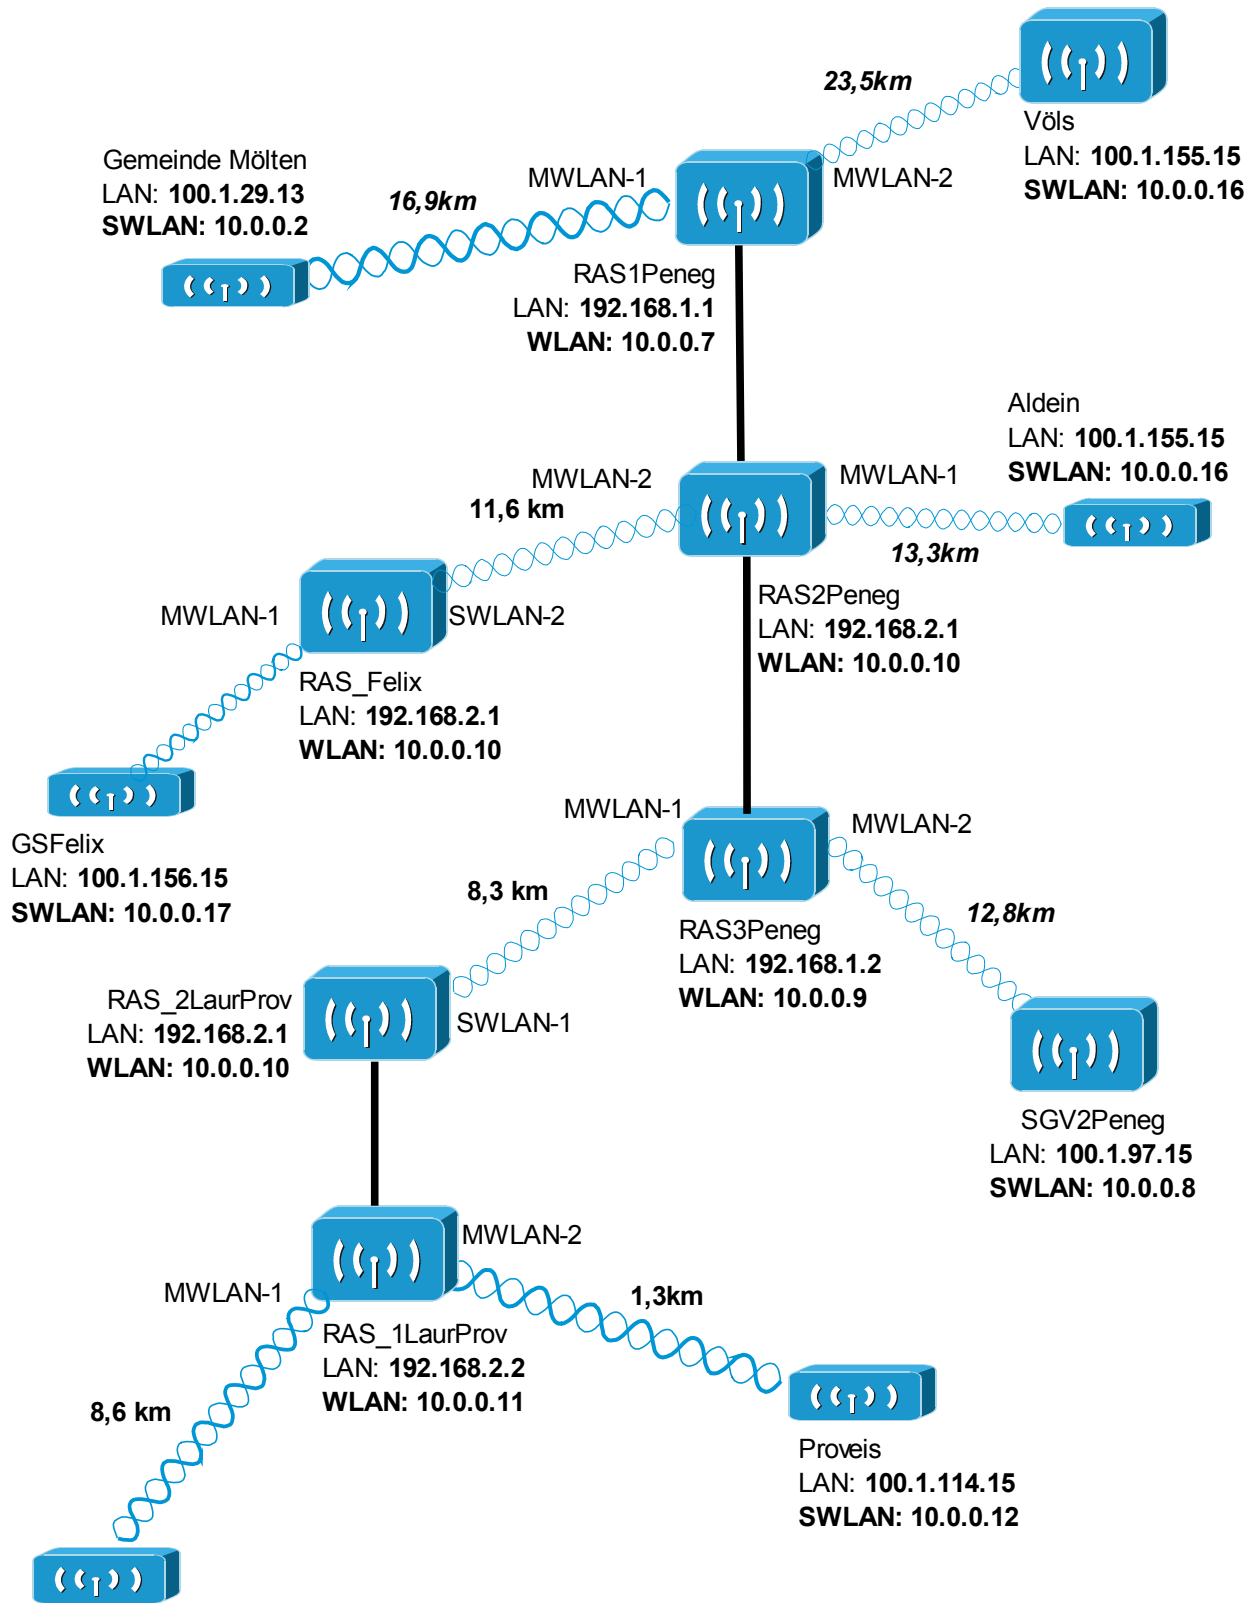 23,5km
Völs
LAN: 100.1.155.15
SWLAN: 10.0.0.16
Gemeinde Mölten
LAN: 100.1.29.13
SWLAN: 10.0.0.2
16,9km
MWLAN-1
MWLAN-2
RAS1Peneg
LAN: 192.168.1.1
WLAN: 10.0.0.7
Aldein
LAN: 100.1.155.15
SWLAN: 10.0.0.16
MWLAN-2
11,6 km
MWLAN-1
13,3km
RAS2Peneg
LAN: 192.168.2.1
WLAN: 10.0.0.10
MWLAN-1
SWLAN-2
RAS_Felix
LAN: 192.168.2.1
WLAN: 10.0.0.10
GSFelix
LAN: 100.1.156.15
SWLAN: 10.0.0.17
MWLAN-1
MWLAN-2
8,3 km
12,8km
RAS3Peneg
LAN: 192.168.1.2
WLAN: 10.0.0.9
RAS_2LaurProv
LAN: 192.168.2.1
WLAN: 10.0.0.10
SWLAN-1
SGV2Peneg
LAN: 100.1.97.15
SWLAN: 10.0.0.8
MWLAN-2
MWLAN-1
1,3km
RAS_1LaurProv
LAN: 192.168.2.2
WLAN: 10.0.0.11
8,6 km
Proveis
LAN: 100.1.114.15
SWLAN: 10.0.0.12